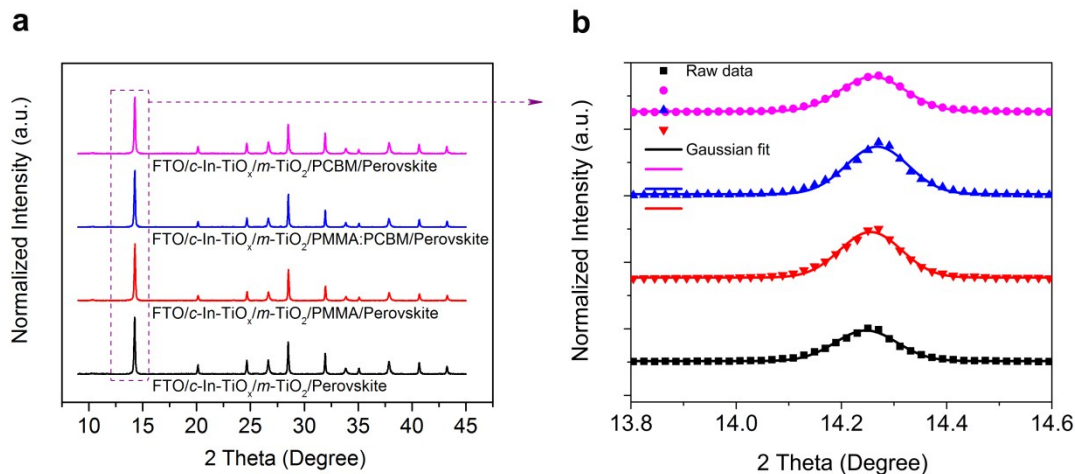 a
Normalized Intensity (a.u.)
FTO/c-In-TiOx/m-TiO2/PCBM/Perovskite
FTO/c-In-TiOx/m-TiO2/PMMA:PCBM/Perovskite
FTO/c-In-TiOx/m-TiO2/PMMA/Perovskite
FTO/c-In-TiOx/m-TiO2/Perovskite
10 15 20 25 30 35 40 45
2 Theta (Degree)
b
Normalized Intensity (a.u.)
Raw data
Gaussian fit
13.8 14.0 14.2 14.4 14.6
2 Theta (Degree)